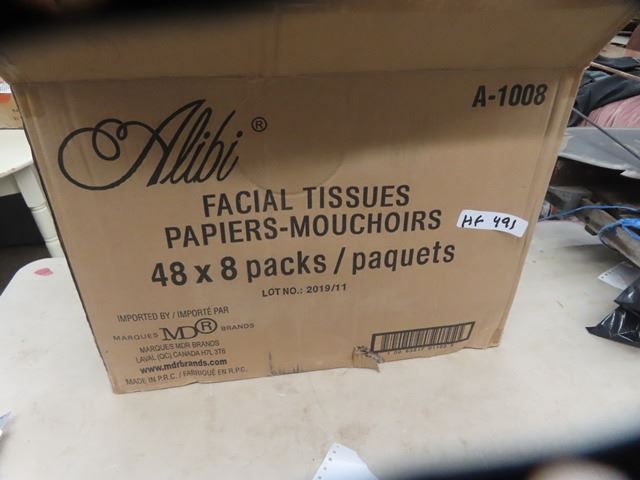 A-1008
Alibi®
FACIAL TISSUES
PAPIERS-MOUCHOIRS
HF 491
48 x 8 packs / paquets
LOT NO.: 2019/11
IMPORTED BY / IMPORTÉ PAR
MARQUES MD® BRANDS
MARQUES MDR BRANDS
LAVAL (QC) CANADA H7L 3T6
www.mdrbrands.com
MADE IN P.R.C. / FABRIQUÉ EN R.P.C.